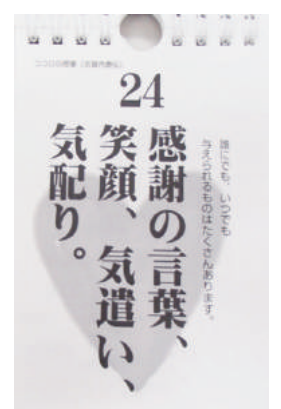 24
誰にでも、いつでも
与えられるものはたくさんあります。
感謝の言葉、
笑顔、気遣い、
気配り。